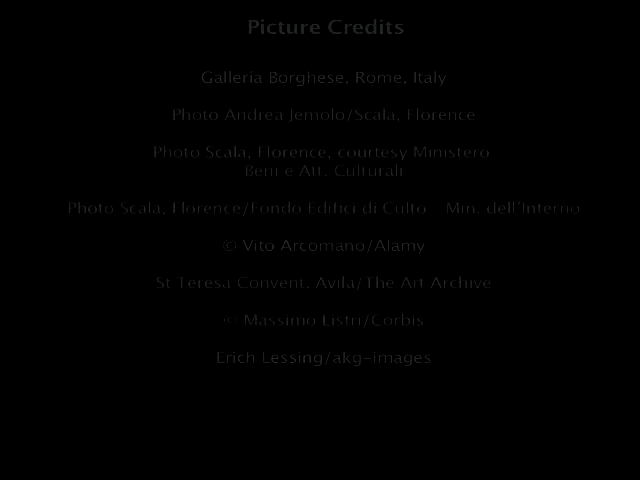 Picture Credits
Galleria Borghese, Rome, Italy
Photo Andrea Jemolo/Scala, Florence
Photo Scala, Florence, courtesy Ministero
Beni e Att. Culturali
Photo Scala, Florence/Fondo Edifici di Culto - Min. dell'Interno
© Vito Arcomano/Alamy
St Teresa Convent, Avila/The Art Archive
© Massimo Listri/Corbis
Erich Lessing/akg-images